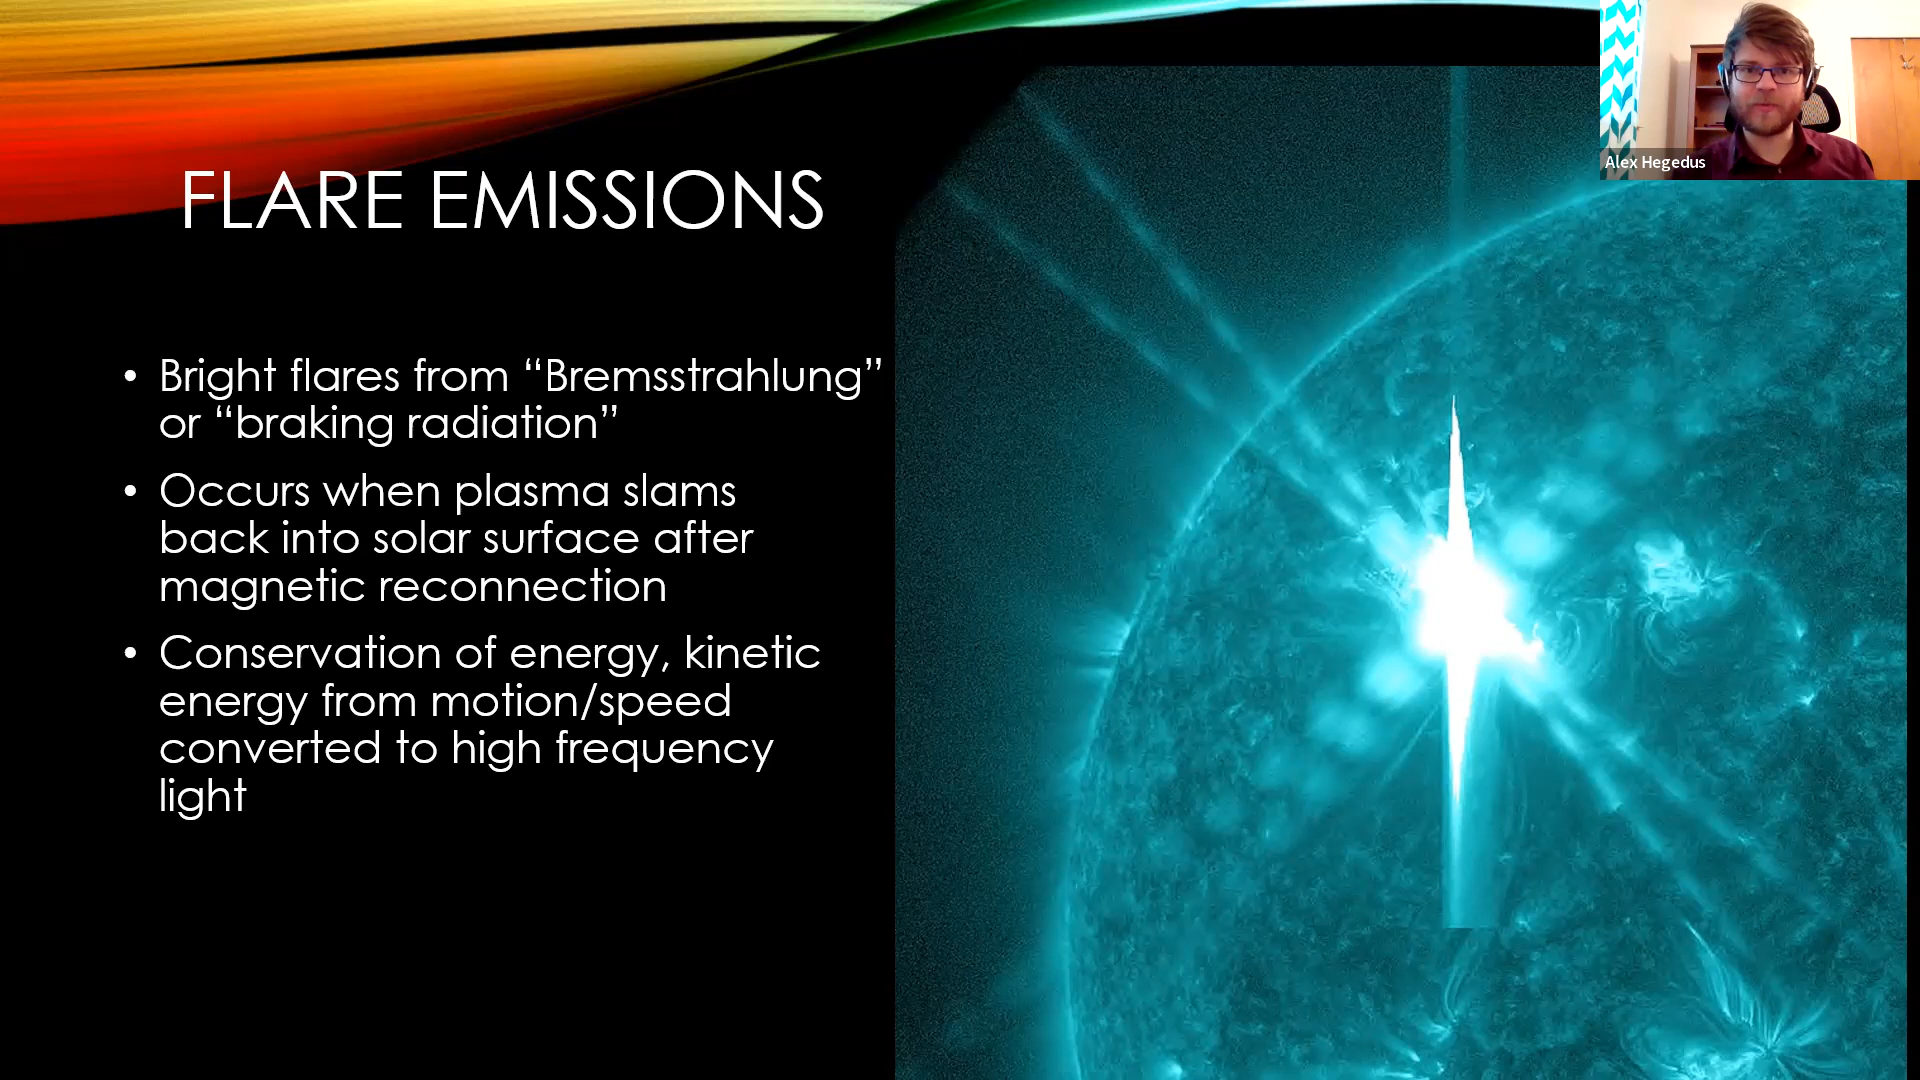 Alex Hegedus
FLARE EMISSIONS
• Bright flares from “Bremsstrahlung”
or “braking radiation”
• Occurs when plasma slams
back into solar surface after
magnetic reconnection
• Conservation of energy, kinetic
energy from motion/speed
converted to high frequency
light